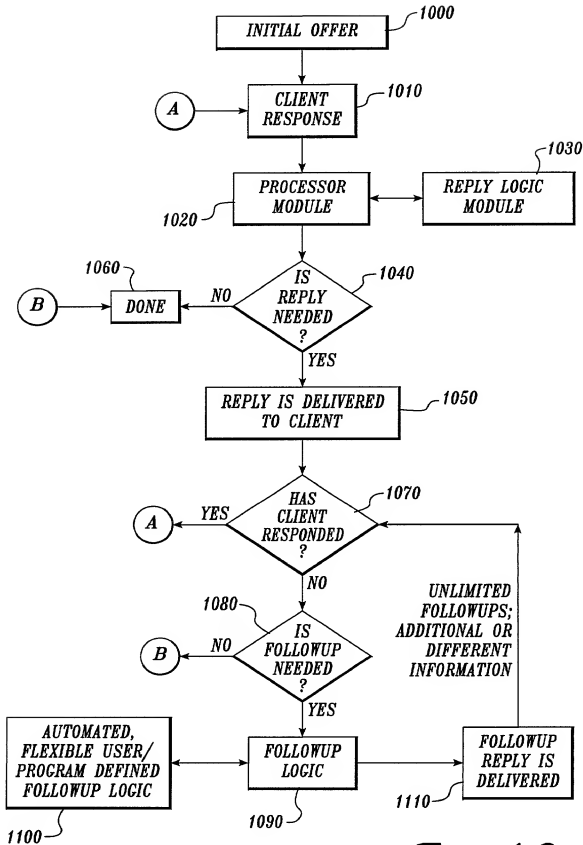 INITIAL OFFER
1000
A
CLIENT
RESPONSE
1010
PROCESSOR
MODULE
1020
REPLY LOGIC
MODULE
1030
IS
REPLY
NEEDED
?
1040
NO
1060
DONE
B
YES
REPLY IS DELIVERED
TO CLIENT
1050
HAS
CLIENT
RESPONDED
?
1070
YES
A
NO
1080
IS
FOLLOWUP
NEEDED
?
NO
B
YES
UNLIMITED
FOLLOWUPS;
ADDITIONAL OR
DIFFERENT
INFORMATION
AUTOMATED,
FLEXIBLE USER/
PROGRAM DEFINED
FOLLOWUP LOGIC
1100
FOLLOWUP
LOGIC
1090
FOLLOWUP
REPLY IS
DELIVERED
1110